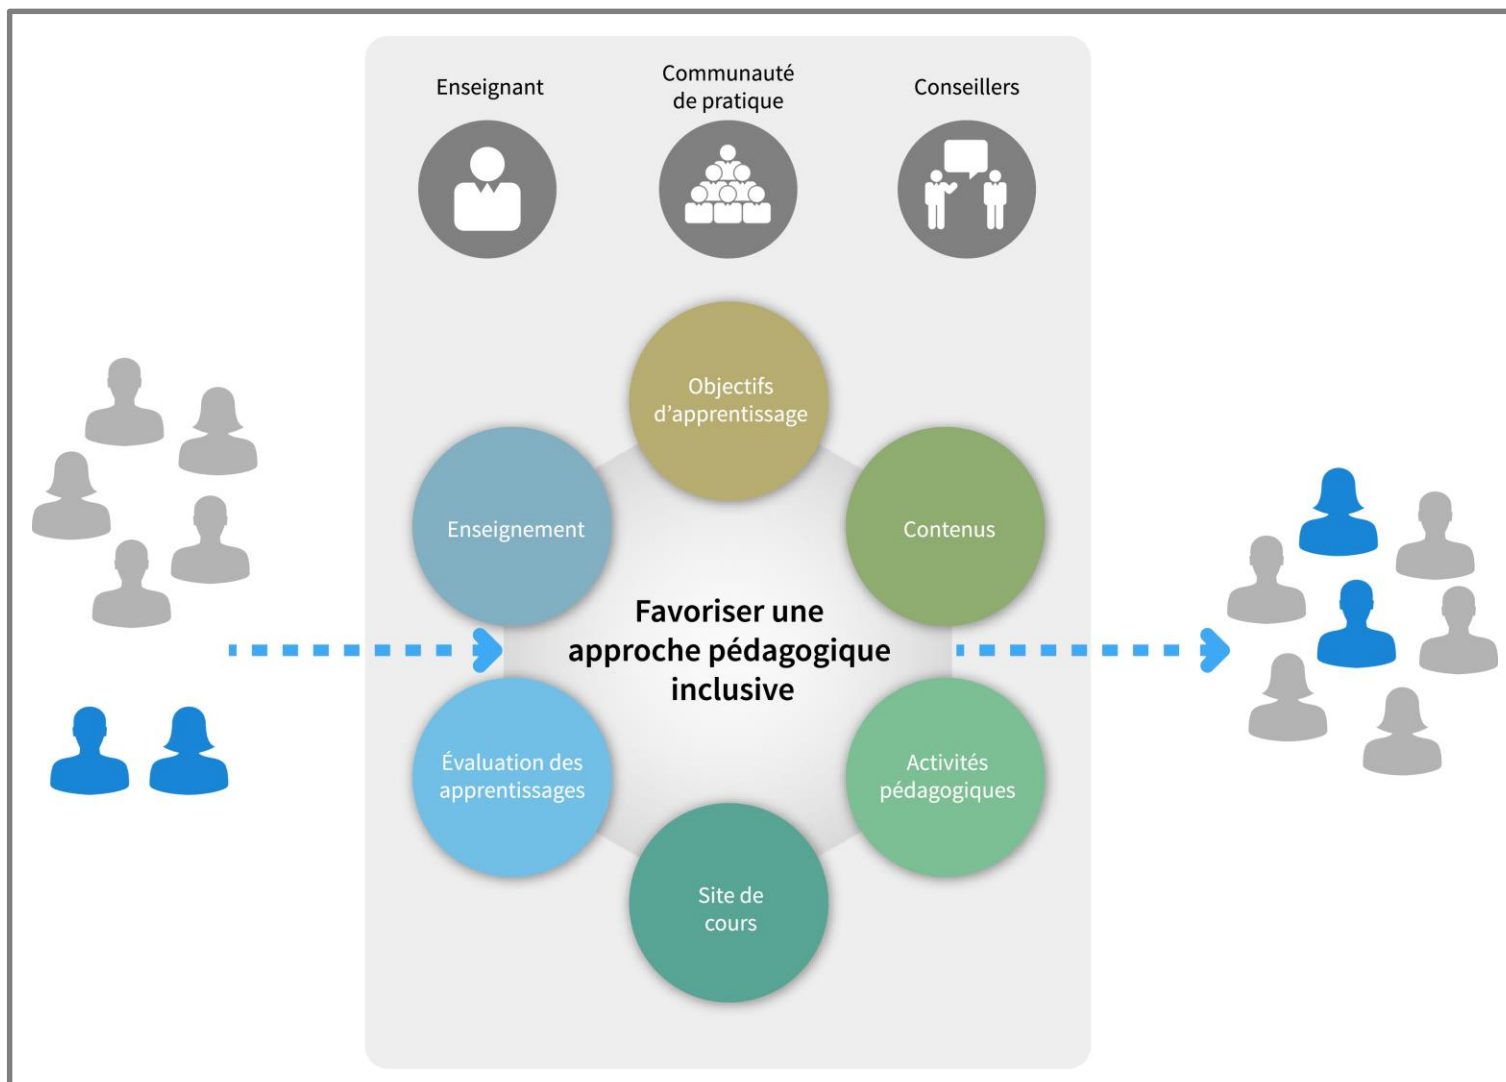 Enseignant
Communauté
de pratique
Conseillers
Objectifs
d'apprentissage
Enseignement
Contenus
Favoriser une
approche pédagogique
inclusive
Évaluation des
apprentissages
Activités
pédagogiques
Site de
cours